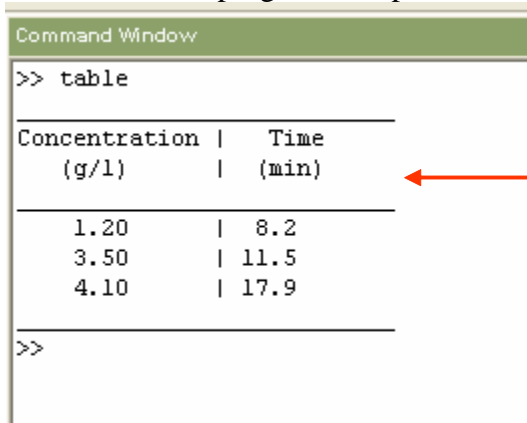 Command Window
>> table
Concentration | Time
(g/l) | (min)
1.20 | 8.2
3.50 | 11.5
4.10 | 17.9
>>